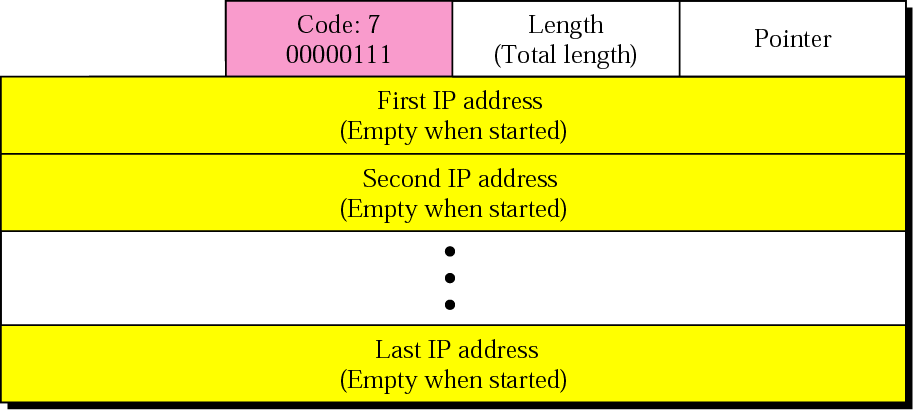 Code: 7
00000111
Length
(Total length)
Pointer
First IP address
(Empty when started)
Second IP address
(Empty when started)
Last IP address
(Empty when started)